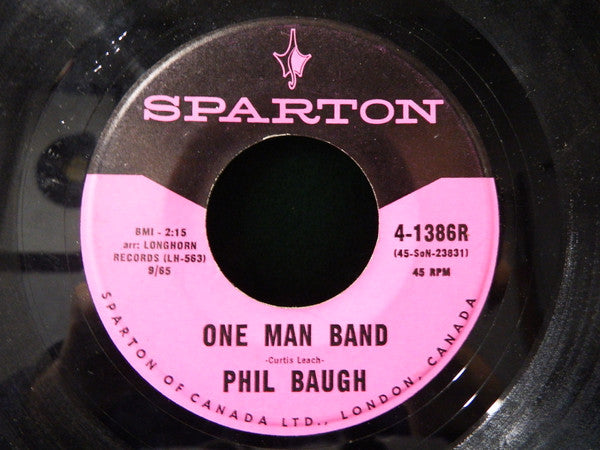 SPARTON
BMI - 2:15
arr: LONGHORN
RECORDS (LH-563)
9/65
4-1386R
(45-SoN-23831)
45 RPM
ONE MAN BAND
-Curtis Leach-
PHIL BAUGH
SPARTON OF CANADA LTD., LONDON, CANADA